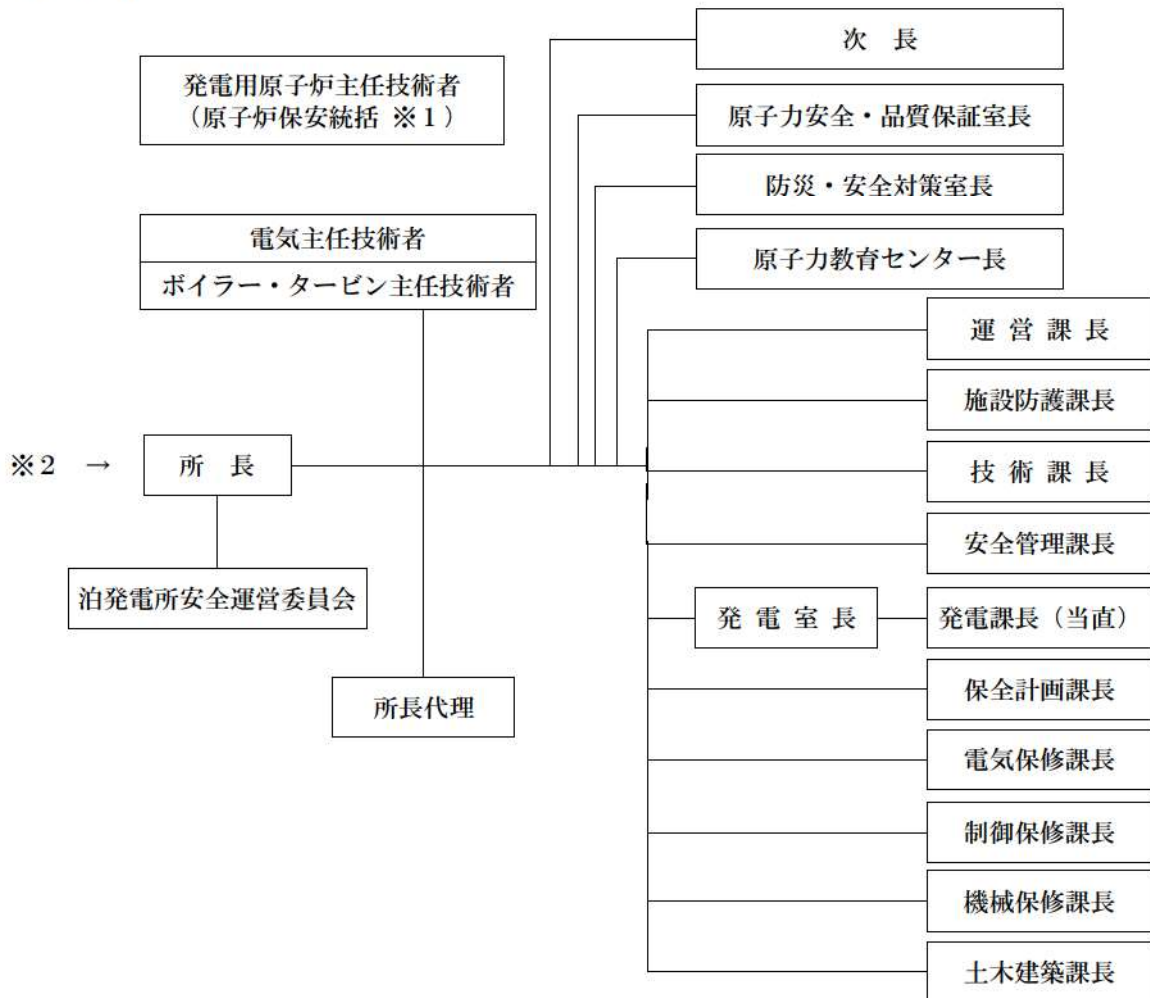 次　長
発電用原子炉主任技術者
（原子炉保安統括 ※１）
原子力安全・品質保証室長
防災・安全対策室長
電気主任技術者
原子力教育センター長
ボイラー・タービン主任技術者
運 営 課 長
施設防護課長
※２　→
所　長
技 術 課 長
安全管理課長
泊発電所安全運営委員会
発 電 室 長
発電課長（当直）
保全計画課長
所長代理
電気保修課長
制御保修課長
機械保修課長
土木建築課長